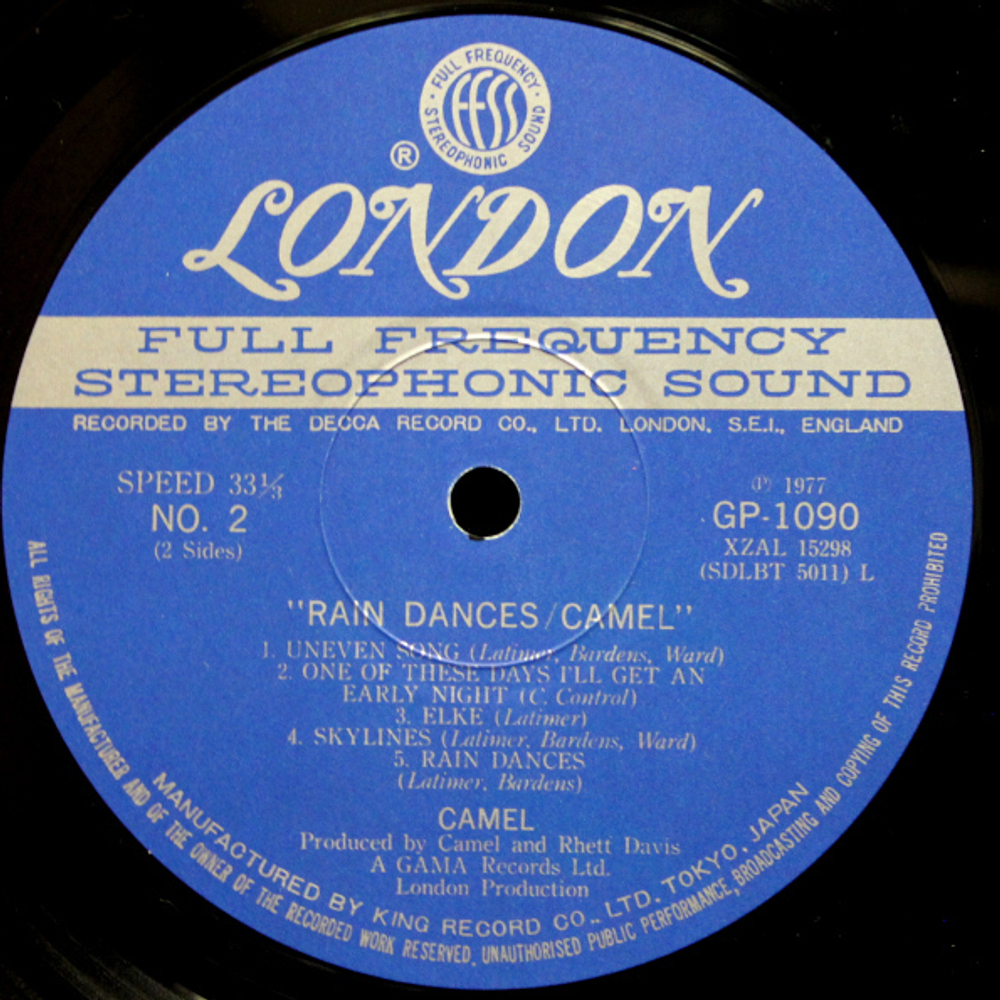 FULL FREQUENCY
STEREOPHONIC SOUND
FFSS
®
LONDON
FULL FREQUENCY
STEREOPHONIC SOUND
RECORDED BY THE DECCA RECORD CO., LTD. LONDON. S.E.I., ENGLAND
SPEED 33⅓
NO. 2
(2 Sides)
Ⓟ 1977
GP-1090
XZAL 15298
(SDLBT 5011) L
"RAIN DANCES/CAMEL"
1. UNEVEN SONG (Latimer, Bardens, Ward)
2. ONE OF THESE DAYS I'LL GET AN
EARLY NIGHT (C. Control)
3. ELKE (Latimer)
4. SKYLINES (Latimer, Bardens, Ward)
5. RAIN DANCES
(Latimer, Bardens)
CAMEL
Produced by Camel and Rhett Davis
A GAMA Records Ltd.
London Production
MANUFACTURED BY KING RECORD CO., LTD. TOKYO. JAPAN
ALL RIGHTS OF THE MANUFACTURER AND OF THE OWNER OF THE RECORDED WORK RESERVED. UNAUTHORISED PUBLIC PERFORMANCE, BROADCASTING AND COPYING OF THIS RECORD PROHIBITED